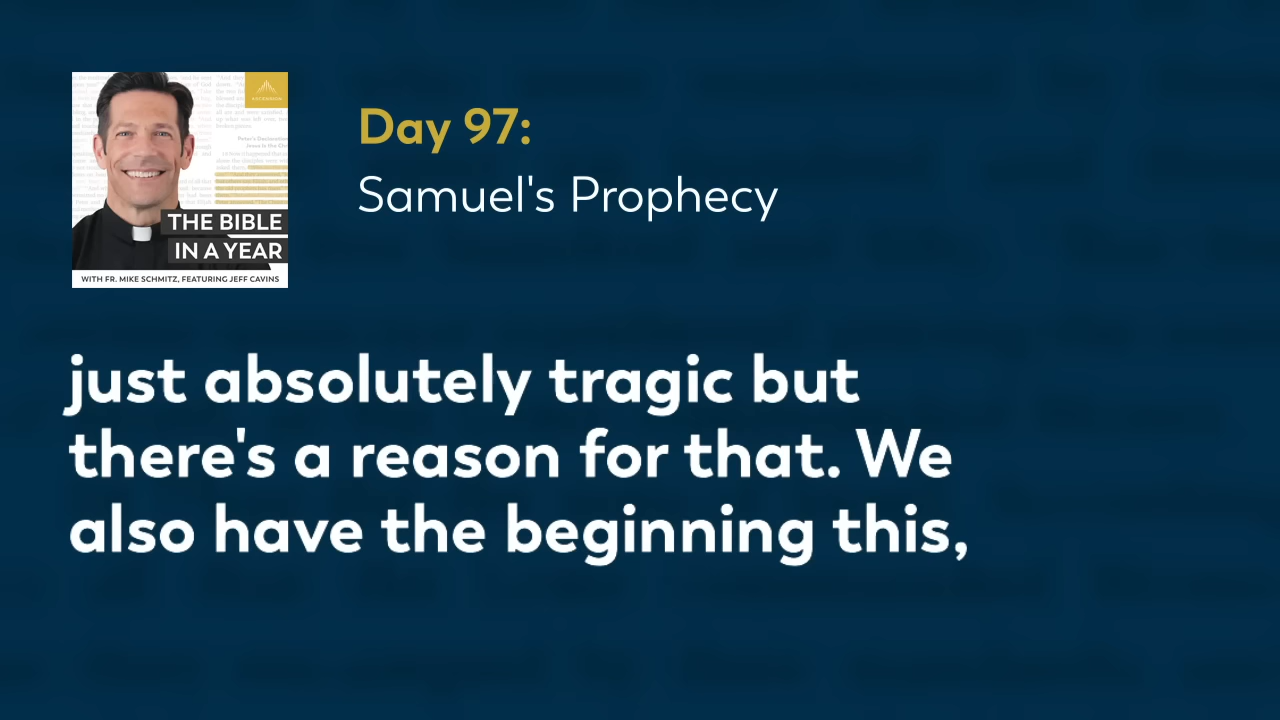 ASCENSION
THE BIBLE
IN A YEAR
WITH FR. MIKE SCHMITZ, FEATURING JEFF CAVINS
Day 97:
Samuel's Prophecy
just absolutely tragic but
there's a reason for that. We
also have the beginning this,